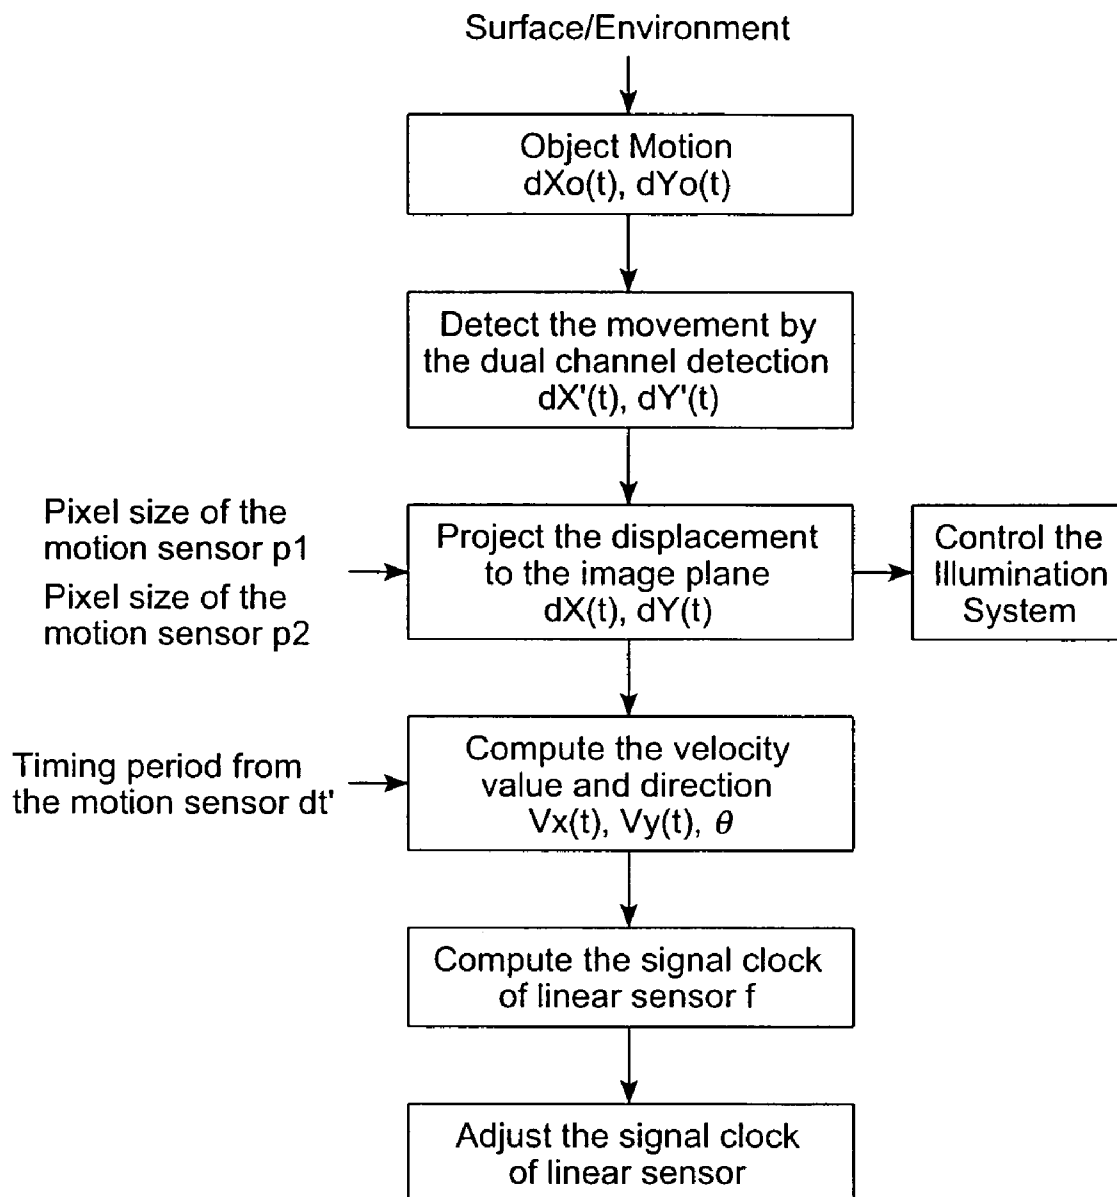 Surface/Environment
Object Motion
dXo(t), dYo(t)
Detect the movement by
the dual channel detection
dX'(t), dY'(t)
Pixel size of the
motion sensor p1
Pixel size of the
motion sensor p2
Project the displacement
to the image plane
dX(t), dY(t)
Control the
Illumination
System
Timing period from
the motion sensor dt'
Compute the velocity
value and direction
Vx(t), Vy(t), θ
Compute the signal clock
of linear sensor f
Adjust the signal clock
of linear sensor